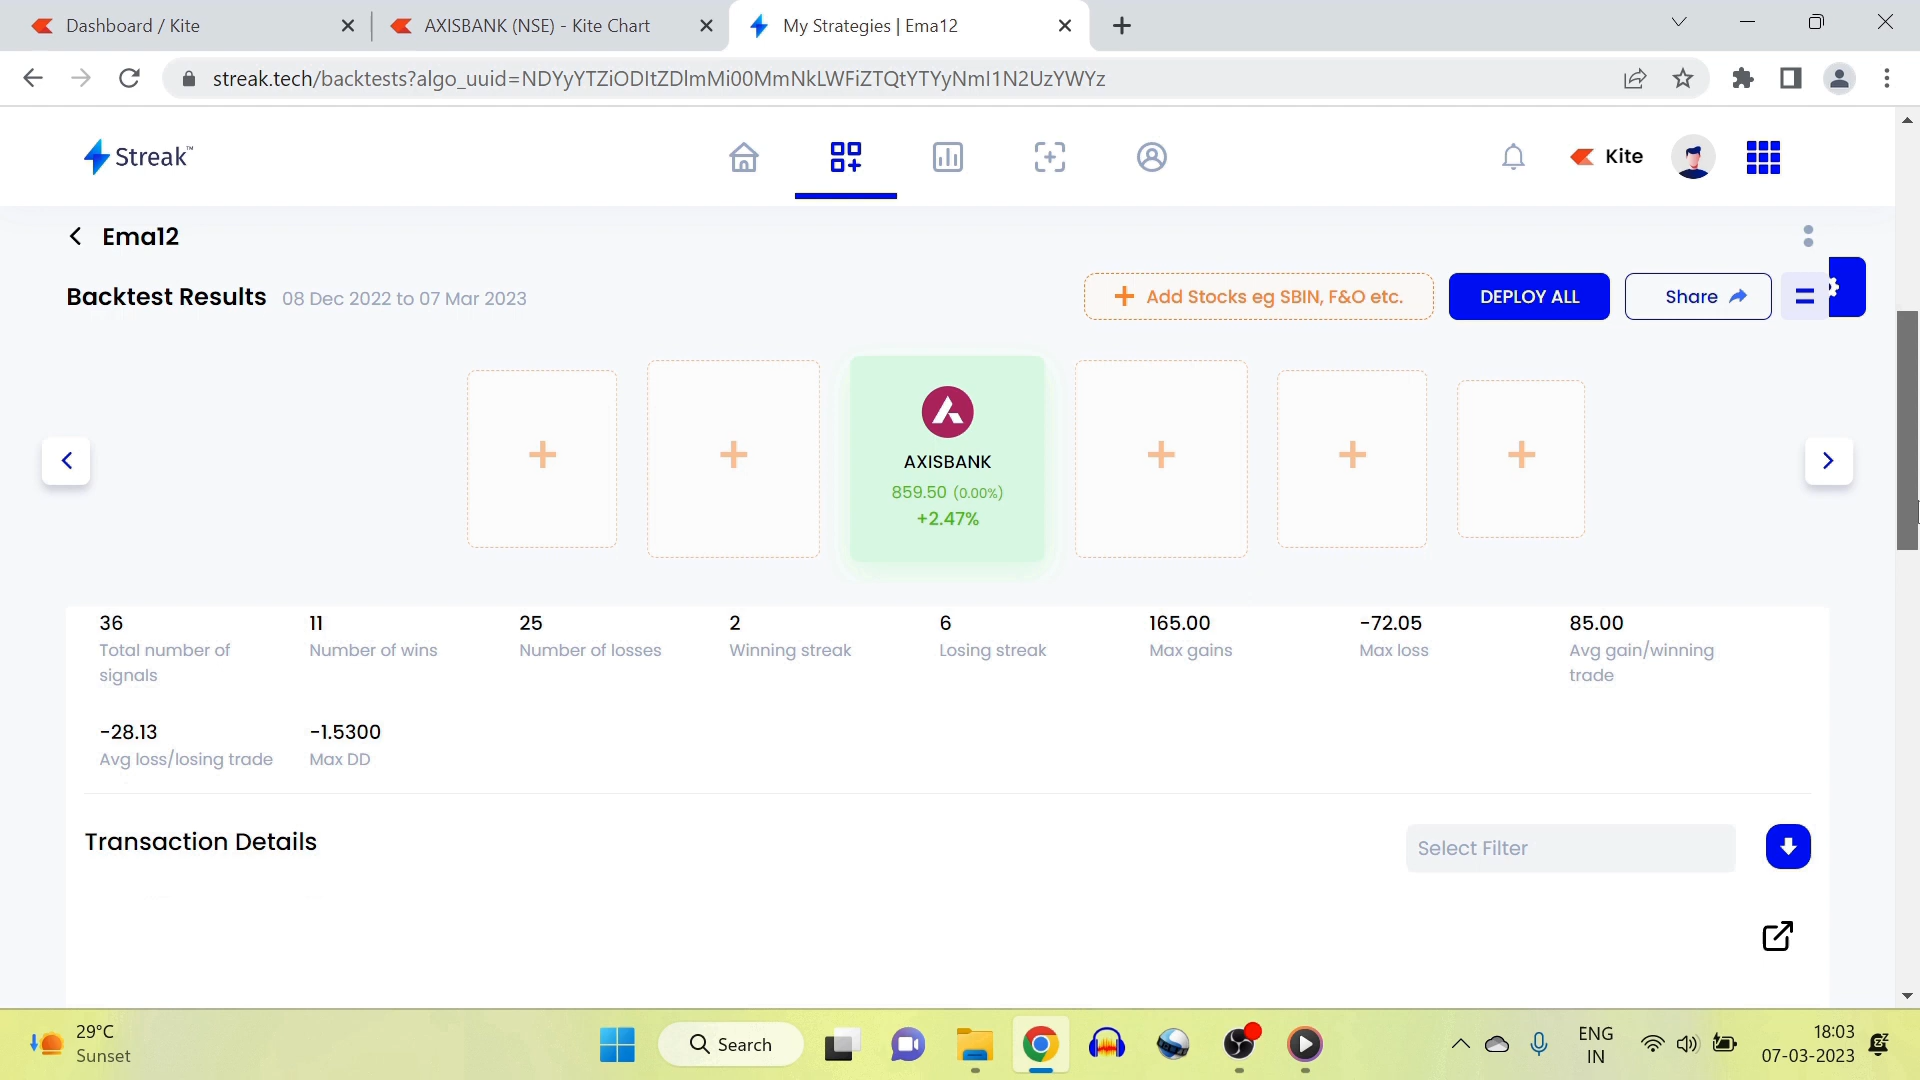 Dashboard / Kite
AXISBANK (NSE) - Kite Chart
My Strategies | Ema12
streak.tech/backtests?algo_uuid=NDYyYTZiODItZDlmMi00MmNkLWFiZTQtYTYyNmI1N2UzYWYz
Streak™
Kite
Ema12
Backtest Results 08 Dec 2022 to 07 Mar 2023
Add Stocks eg SBIN, F&O etc.
DEPLOY ALL
Share
AXISBANK
859.50 (0.00%)
+2.47%
36 11 25 2 6 165.00 -72.05 85.00
Total number of signals Number of wins Number of losses Winning streak Losing streak Max gains Max loss Avg gain/winning trade
-28.13 -1.5300
Avg loss/losing trade Max DD
Transaction Details
Select Filter
29°C
Sunset
Search
ENG
IN
18:03
07-03-2023